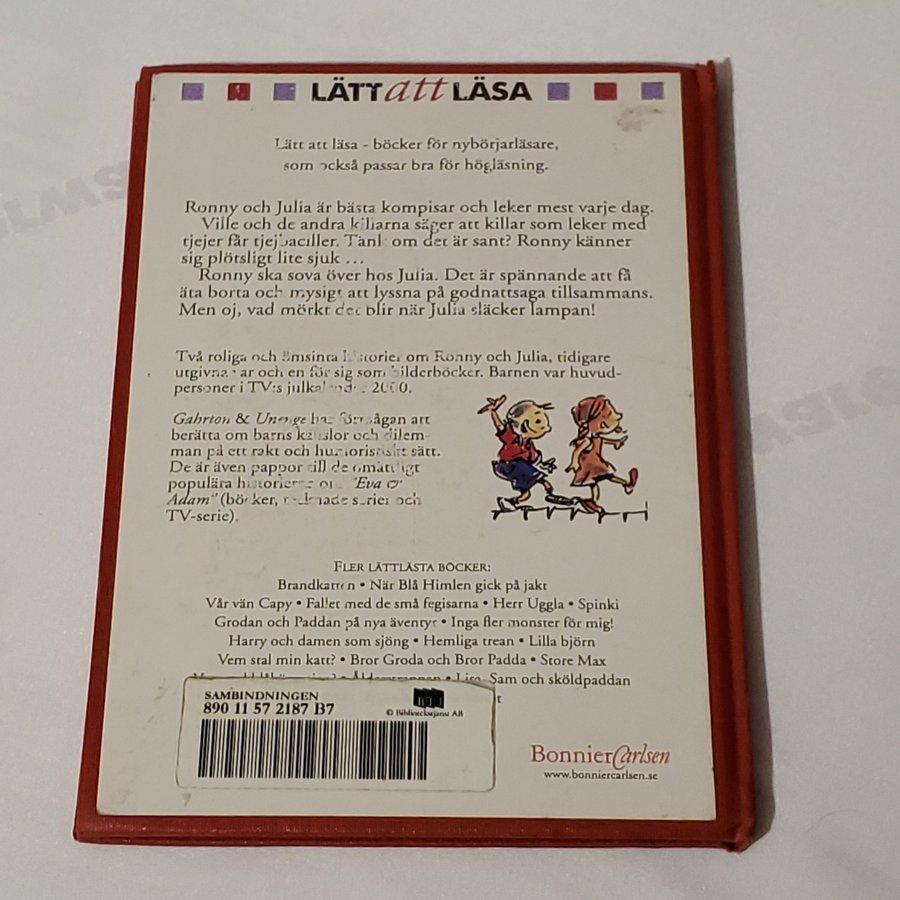 LÄTT att LÄSA
Lätt att läsa - böcker för nybörjarläsare,
som också passar bra för högläsning.
Ronny och Julia är bästa kompisar och leker mest varje dag.
Ville och de andra killarna säger att killar som leker med
tjejer får tjejbaciller. Tänk om det är sant? Ronny känner
sig plötsligt lite sjuk ...
Ronny ska sova över hos Julia. Det är spännande att få
äta borta och mysigt att lyssna på godnattsaga tillsammans.
Men oj, vad mörkt det blir när Julia släcker lampan!
Två roliga och ömsinta historier om Ronny och Julia, tidigare
utgivna var och en för sig som bilderböcker. Barnen var huvud-
personer i TV:s julkalender 2000.
Gahrton & Unenge har förmågan att
berätta om barns känslor och dilem-
man på ett rakt och humoristiskt sätt.
De är även pappor till de omåttligt
populära historierna om "Eva &
Adam" (böcker, tecknade serier och
TV-serie).
FLER LÄTTLÄSTA BÖCKER:
Brandkatten • När Blå Himlen gick på jakt
Vår vän Capy • Fallet med de små fegisarna • Herr Uggla • Spinki
Grodan och Paddan på nya äventyr • Inga fler monster för mig!
Harry och damen som sjöng • Hemliga trean • Lilla björn
Vem stal min katt? • Bror Groda och Bror Padda • Store Max
Lisa, Sam och sköldpaddan
SAMBINDNINGEN
890 11 57 2187 B7
© Bibliotekstjänst AB
BonnierCarlsen
www.bonniercarlsen.se